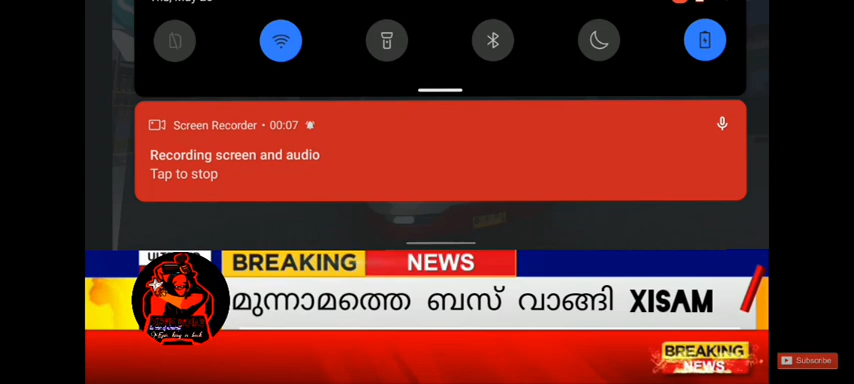 Screen Recorder • 00:07
Recording screen and audio
Tap to stop
BREAKING NEWS
മുന്നാമത്തെ ബസ് വാങ്ങി XISAM
BREAKING
NEWS
Subscribe